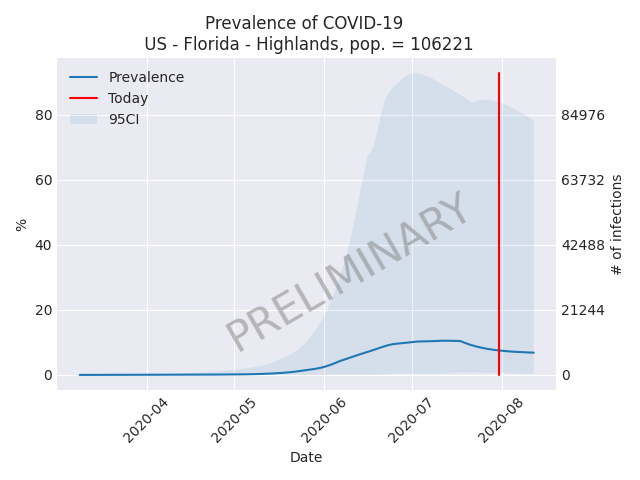 Prevalence of COVID-19
US - Florida - Highlands, pop. = 106221
Prevalence
Today
95CI
80
60
40
20
0
%
84976
63732
42488
21244
0
# of infections
PRELIMINARY
2020-04
2020-05
2020-06
2020-07
2020-08
Date